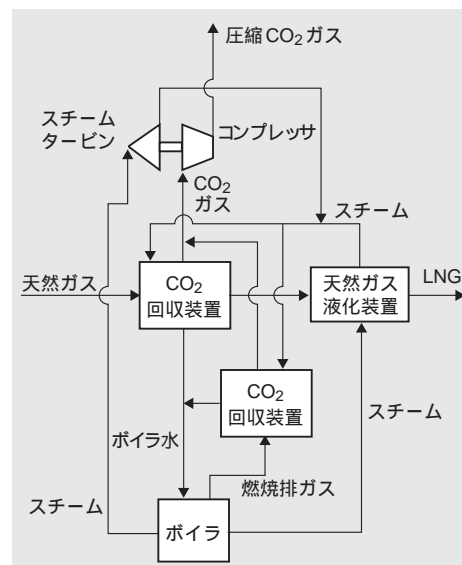 圧縮CO2ガス
スチーム
タービン
コンプレッサ
CO2
ガス
スチーム
天然ガス
CO2
回収装置
天然ガス
液化装置
LNG
CO2
回収装置
スチーム
ボイラ水
燃焼排ガス
スチーム
ボイラ